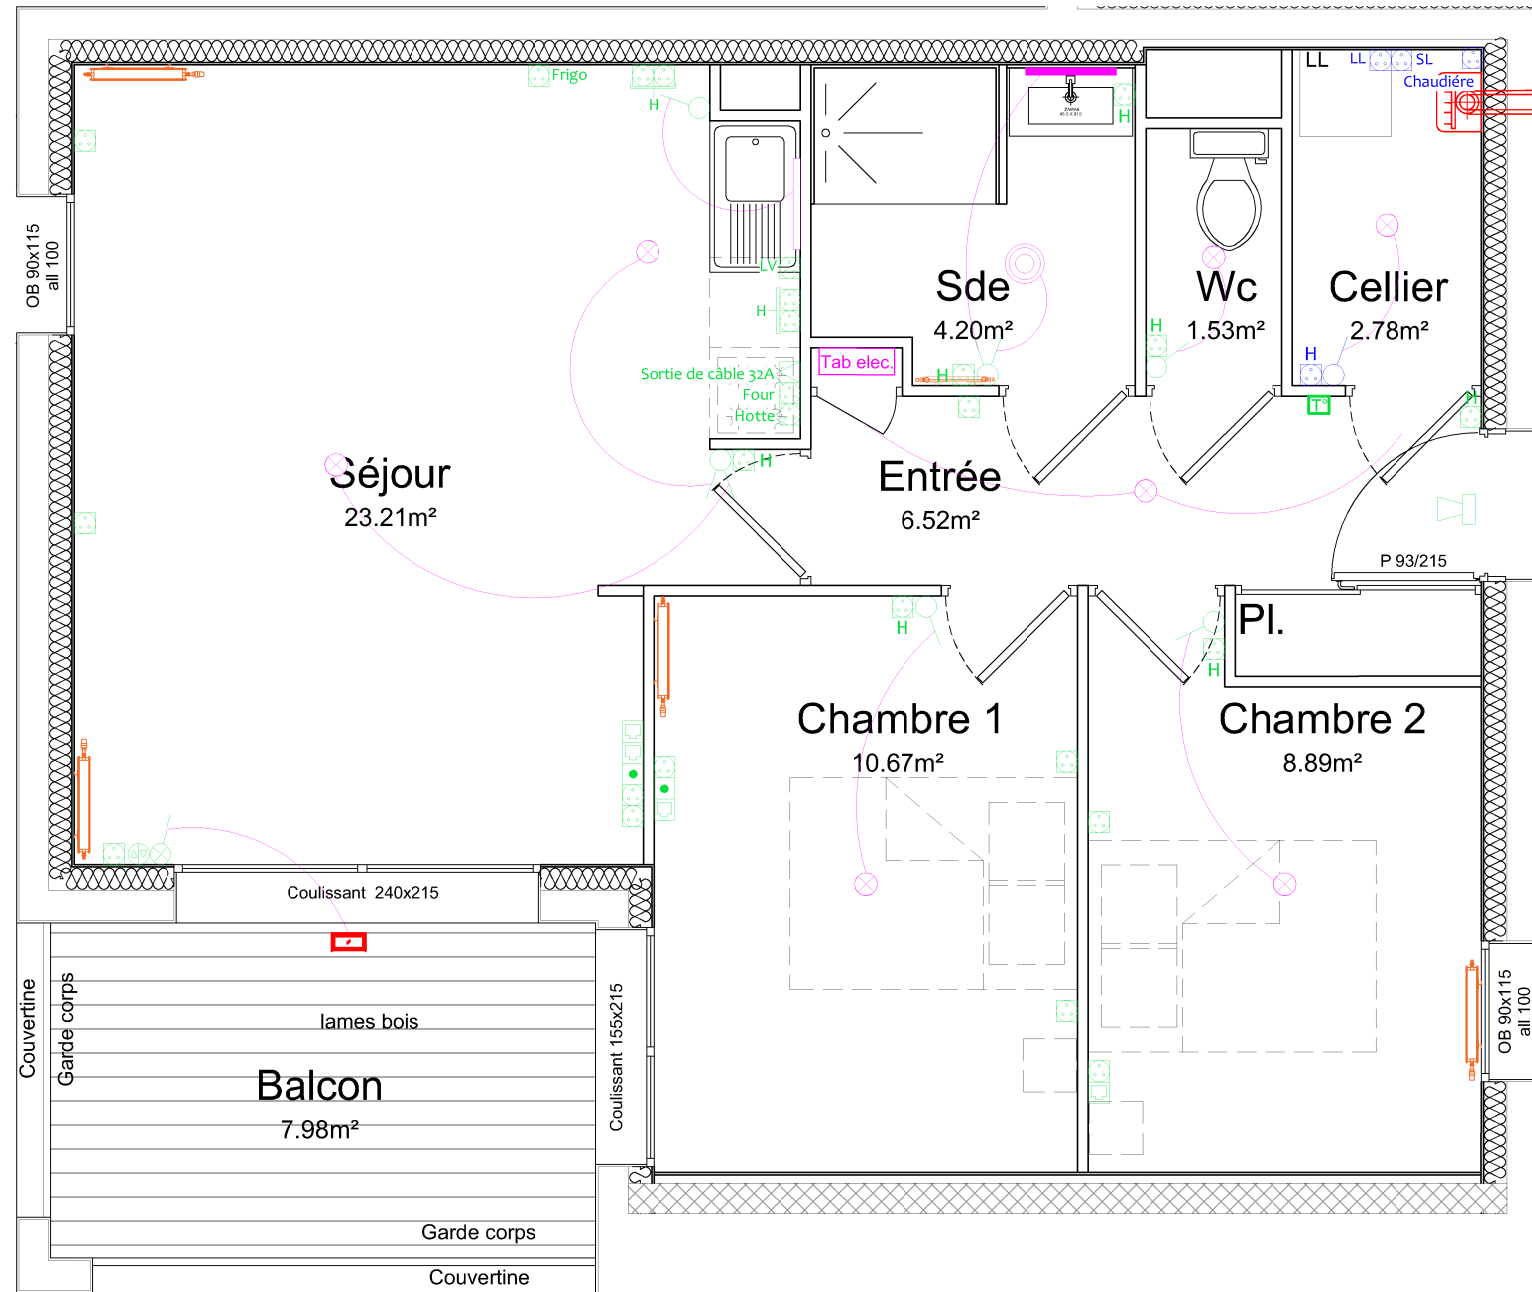 Frigo
H
LL
LL
SL
Chaudiére
H
OB 90x115
all 100
LV
H
Sde
4.20m²
Wc
1.53m²
Cellier
2.78m²
H
H
H
Tab elec.
Sortie de câble 32A
Four
Hotte
T°
H
H
Séjour
23.21m²
Entrée
6.52m²
P 93/215
H
Pl.
H
Chambre 1
10.67m²
Chambre 2
8.89m²
Coulissant 240x215
Couvertine
Garde corps
lames bois
Coulissant 155x215
OB 90x115
all 100
Balcon
7.98m²
Garde corps
Couvertine